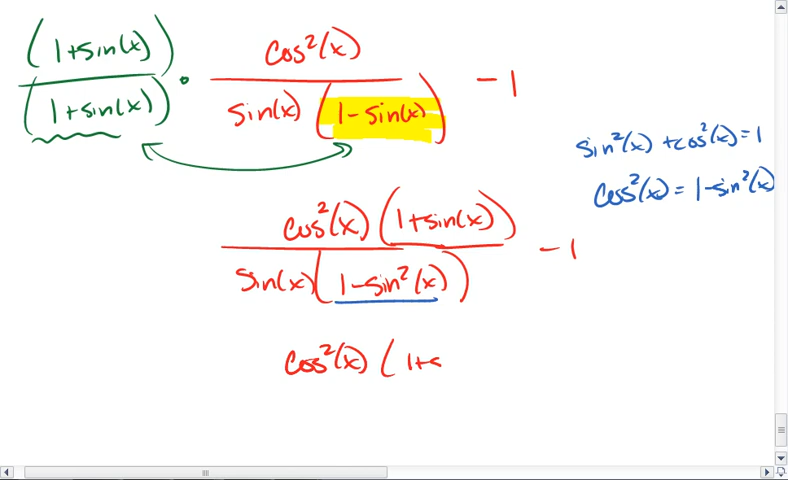 (1+sin(x))/(1+sin(x)) · cos²(x)/(sin(x)(1-sin(x))) - 1
sin²(x)+cos²(x)=1
cos²(x)=1-sin²(x)
cos²(x)(1+sin(x))/(sin(x)(1-sin²(x))) - 1
cos²(x)(1+s